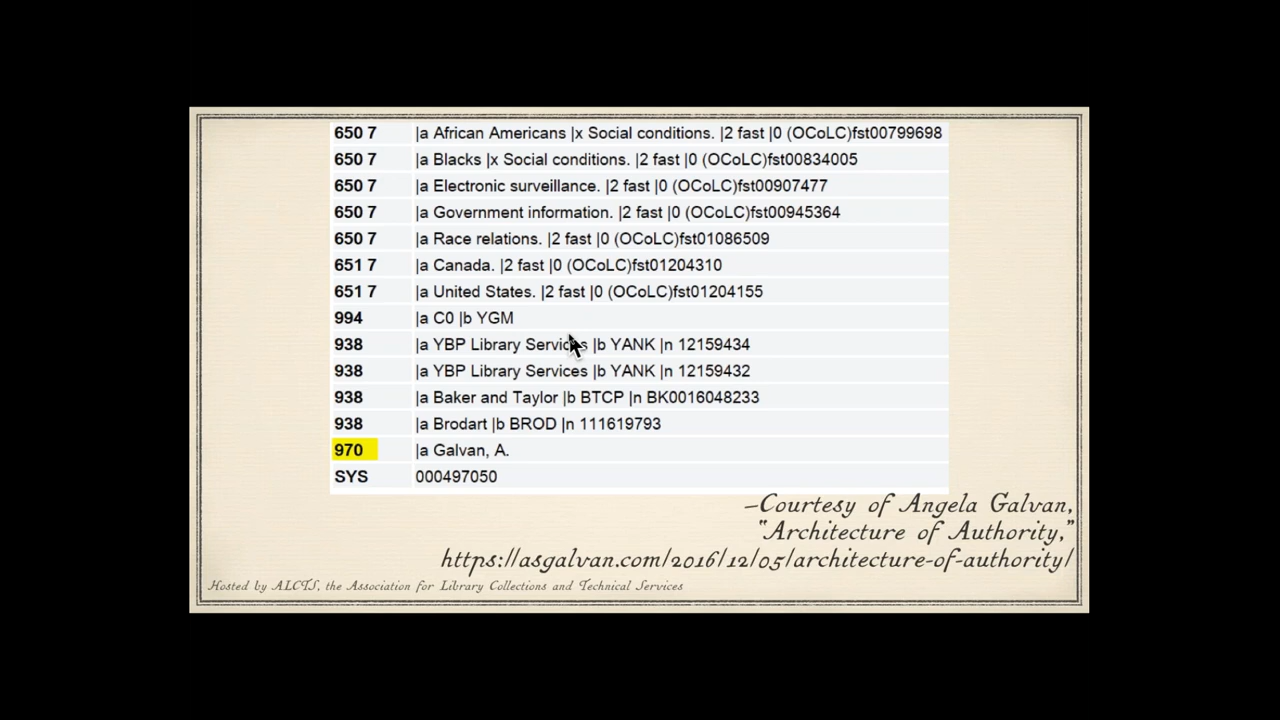 650 7 |a African Americans |x Social conditions. |2 fast |0 (OCoLC)fst00799698
650 7 |a Blacks |x Social conditions. |2 fast |0 (OCoLC)fst00834005
650 7 |a Electronic surveillance. |2 fast |0 (OCoLC)fst00907477
650 7 |a Government information. |2 fast |0 (OCoLC)fst00945364
650 7 |a Race relations. |2 fast |0 (OCoLC)fst01086509
651 7 |a Canada. |2 fast |0 (OCoLC)fst01204310
651 7 |a United States. |2 fast |0 (OCoLC)fst01204155
994 |a C0 |b YGM
938 |a YBP Library Services |b YANK |n 12159434
938 |a YBP Library Services |b YANK |n 12159432
938 |a Baker and Taylor |b BTCP |n BK0016048233
938 |a Brodart |b BROD |n 111619793
970 |a Galvan, A.
SYS 000497050
–Courtesy of Angela Galvan,
“Architecture of Authority,”
https://asgalvan.com/2016/12/05/architecture-of-authority/
Hosted by ALCTS, the Association for Library Collections and Technical Services